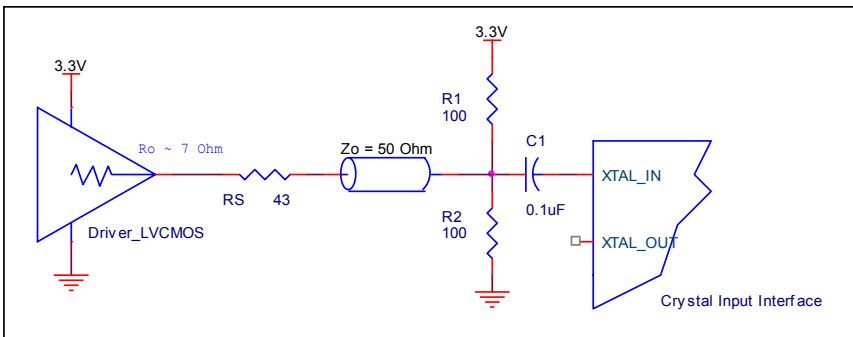 3.3V
3.3V
R1
100
Ro ~ 7 Ohm
Zo = 50 Ohm
C1
XTAL_IN
RS 43
0.1uF
R2
100
Driver_LVCMOS
XTAL_OUT
Crystal Input Interface